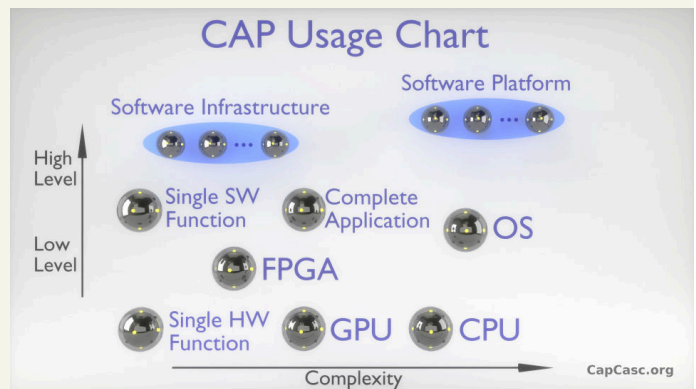 CAP Usage Chart
Software Platform
Software Infrastructure
High
Level
Single SW
Function
Complete
Application
OS
Low
Level
FPGA
Single HW
Function
GPU
CPU
Complexity
CapCasc.org